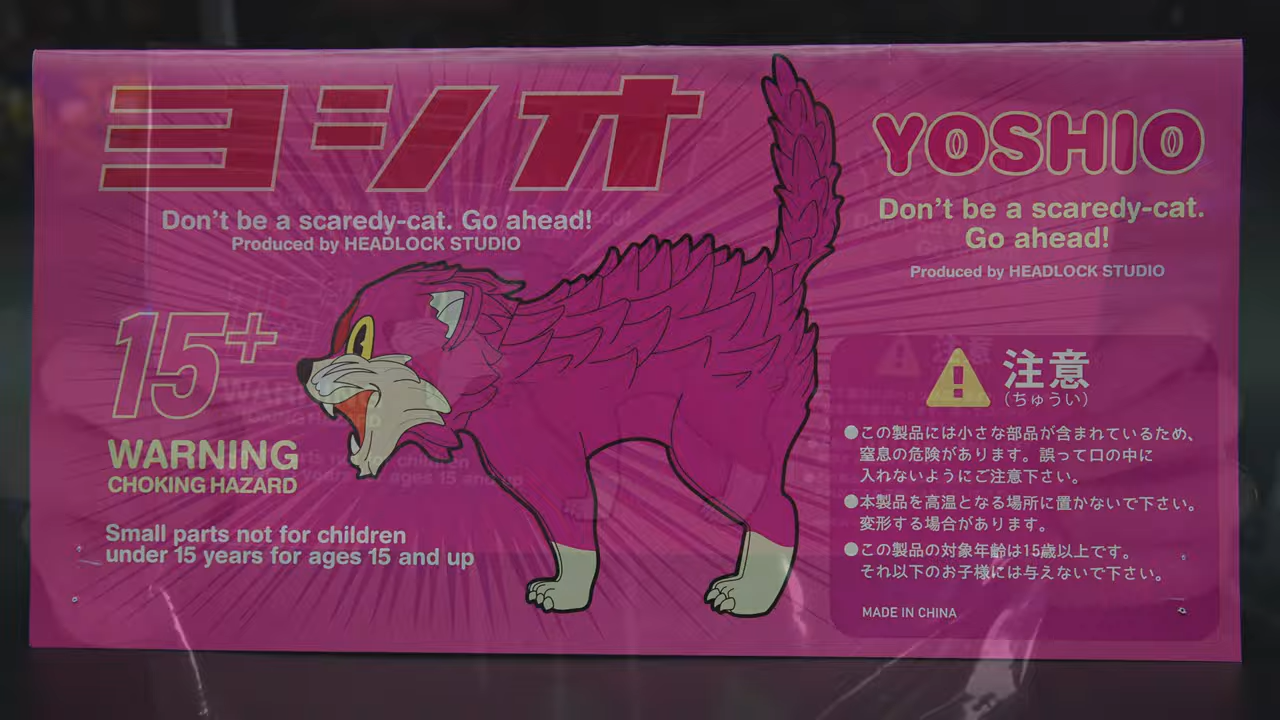 ヨシオ
Don't be a scaredy-cat. Go ahead!
Produced by HEADLOCK STUDIO
15+
WARNING
CHOKING HAZARD
Small parts not for children
under 15 years for ages 15 and up
YOSHIO
Don't be a scaredy-cat.
Go ahead!
Produced by HEADLOCK STUDIO
注意
(ちゅうい)
●この製品には小さな部品が含まれているため、
窒息の危険があります。誤って口の中に
入れないようにご注意下さい。
●本製品を高温となる場所に置かないで下さい。
変形する場合があります。
●この製品の対象年齢は15歳以上です。
それ以下のお子様には与えないで下さい。
MADE IN CHINA